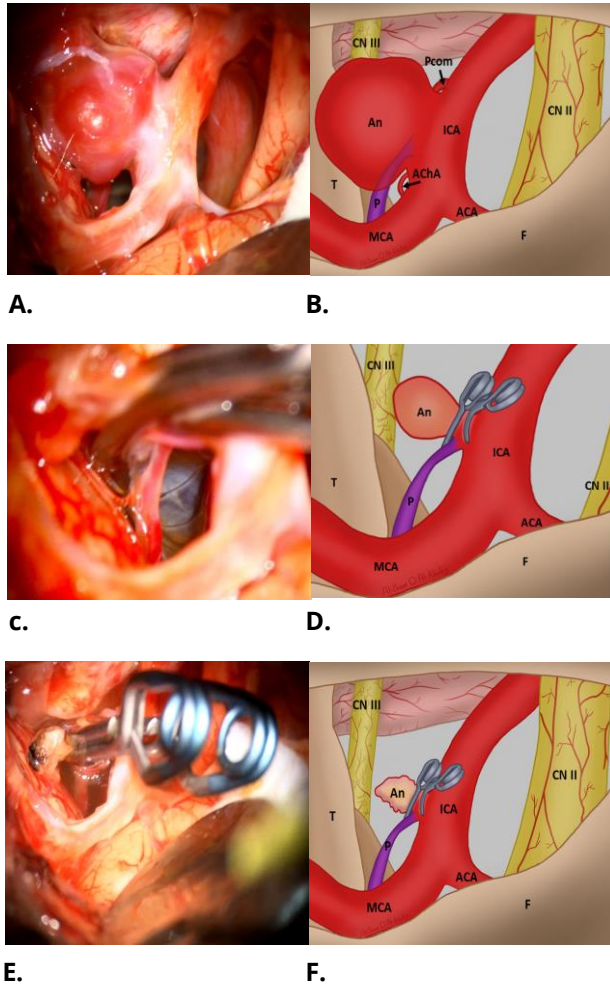 CN III
Pcom
CN II
An
ICA
T
AChA
P
ACA
MCA
F
A.
B.
CN III
An
ICA
T
P
CN II
ACA
MCA
F
c.
D.
CN III
CN II
An
ICA
T
P
ACA
MCA
F
E.
F.